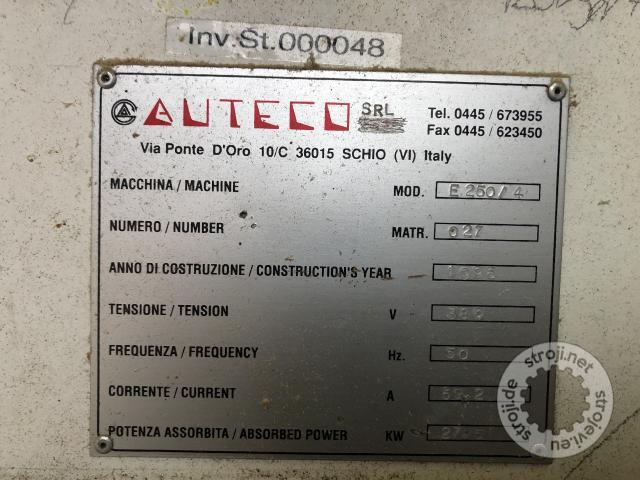 Inv.St.000048
AUTECO SRL
Tel. 0445 / 673955
Fax 0445 / 623450
Via Ponte D'Oro 10/C 36015 SCHIO (VI) Italy
MACCHINA / MACHINE MOD. E 250/4
NUMERO / NUMBER MATR. 027
ANNO DI COSTRUZIONE / CONSTRUCTION'S YEAR
TENSIONE / TENSION V
FREQUENZA / FREQUENCY Hz. 50
CORRENTE / CURRENT A
POTENZA ASSORBITA / ABSORBED POWER KW
stroji.net
stroji.de
strojevi.eu